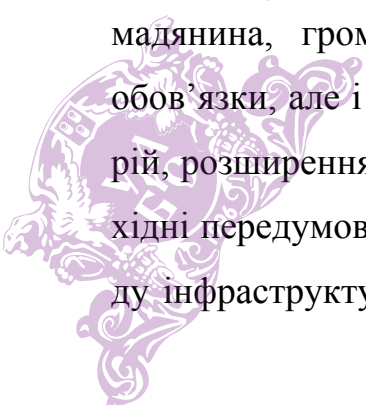 мадянина, гром
обов’язки, але і
рій, розширення
хідні передумов
ду інфраструкту